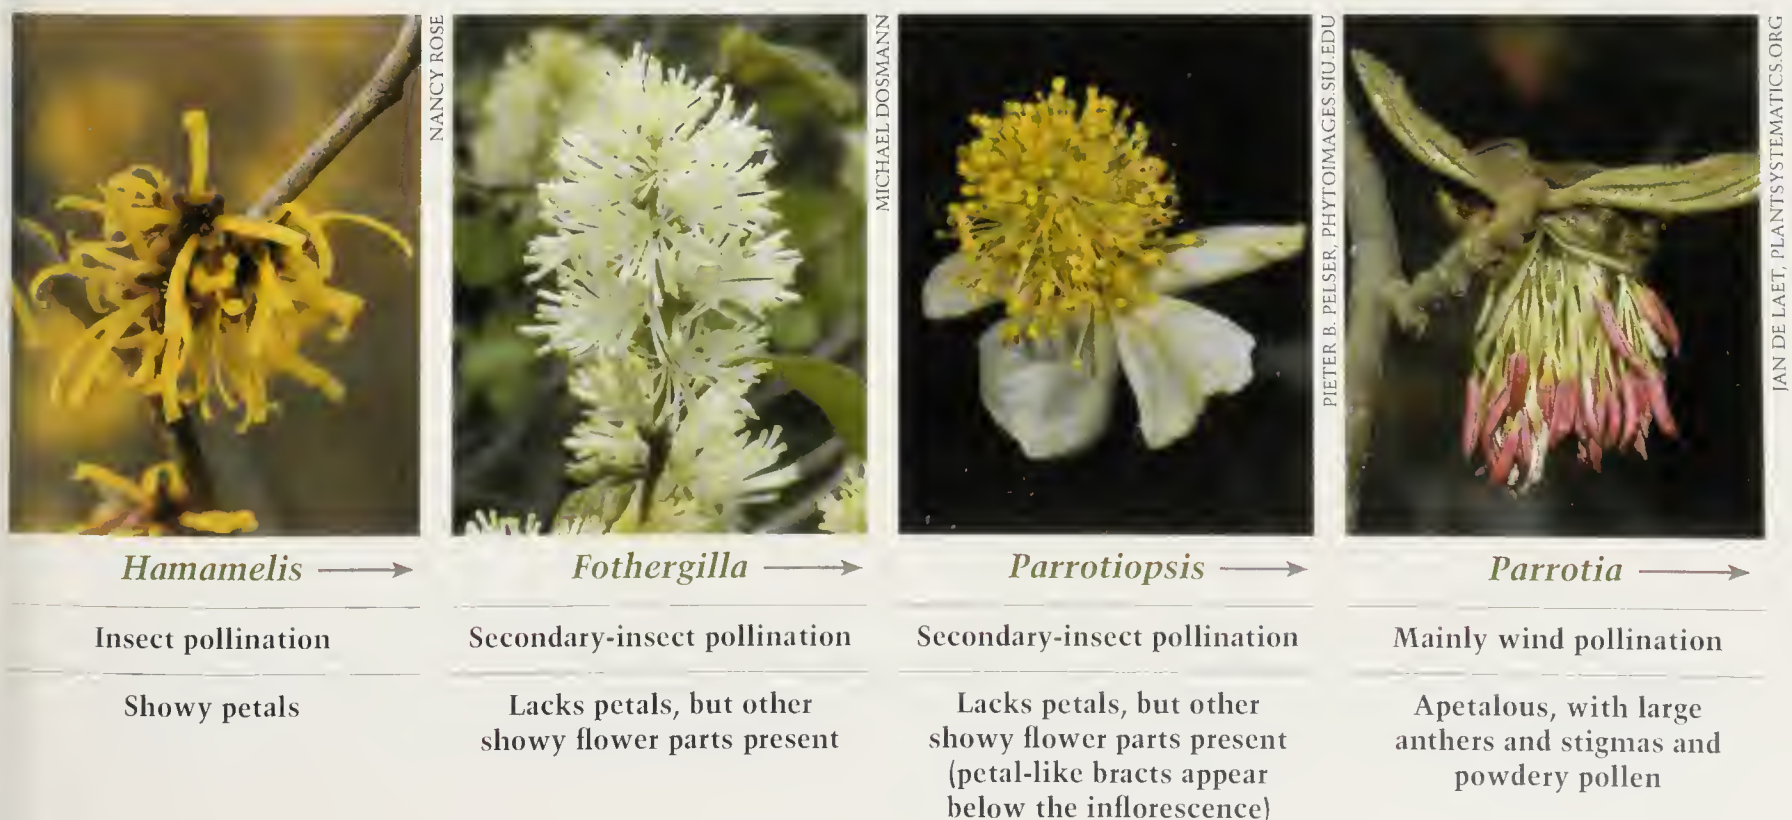 NANCY ROSE
MICHAEL DOSMANN
PIETER B. PELSER, PHYTOIMAGES.SIU.EDU
JAN DE LAET, PLANTSYSTEMATICS.ORG
Hamamelis
Fothergilla
Parrotiopsis
Parrotia
Insect pollination
Secondary-insect pollination
Secondary-insect pollination
Mainly wind pollination
Showy petals
Lacks petals, but other
showy flower parts present
Lacks petals, but other
showy flower parts present
(petal-like bracts appear
below the inflorescence)
Apetalous, with large
anthers and stigmas and
powdery pollen